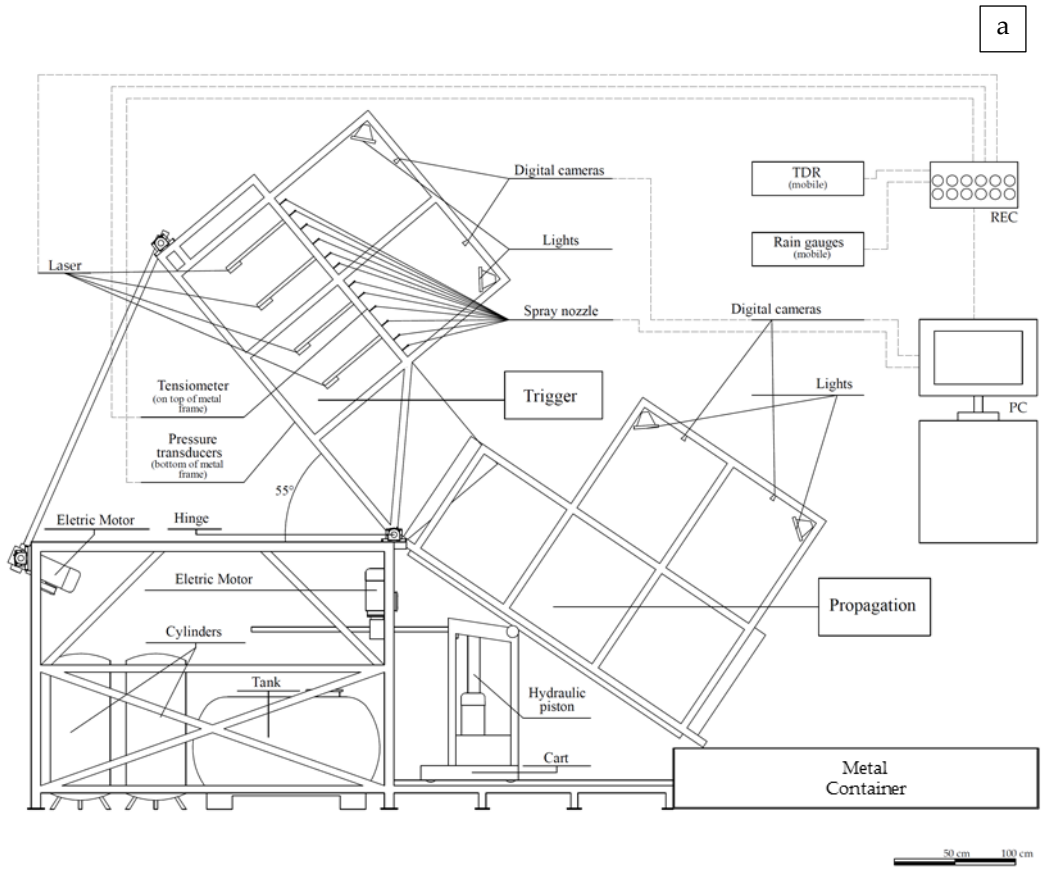 a
Digital cameras
TDR
(mobile)
REC
Lights
Rain gauges
(mobile)
Laser
Spray nozzle
Digital cameras
Tensiometer
(on top of metal
frame)
Trigger
Lights
PC
Pressure
transducers
(bottom of metal
frame)
55°
Eletric Motor
Hinge
Eletric Motor
Propagation
Cylinders
Tank
Hydraulic
piston
Cart
Metal
Container
50 cm
100 cm